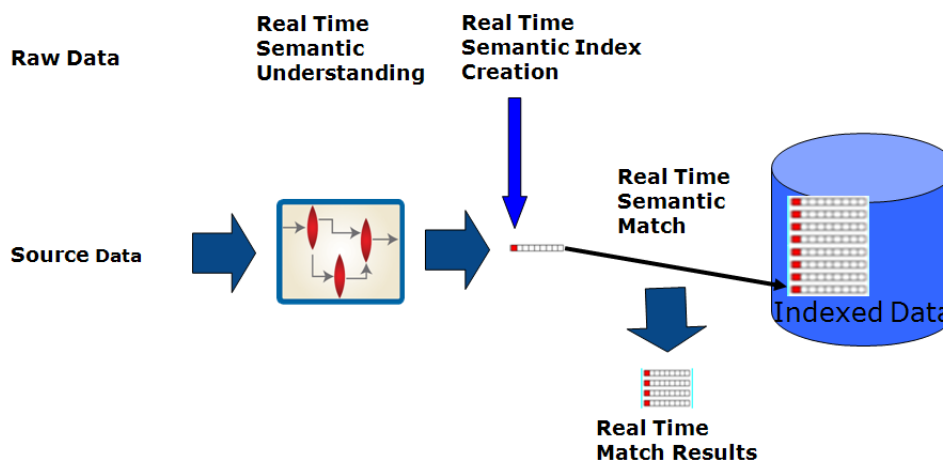 Raw Data
Real Time
Semantic
Understanding
Real Time
Semantic Index
Creation
Real Time
Semantic
Match
Source Data
Indexed Data
Real Time
Match Results